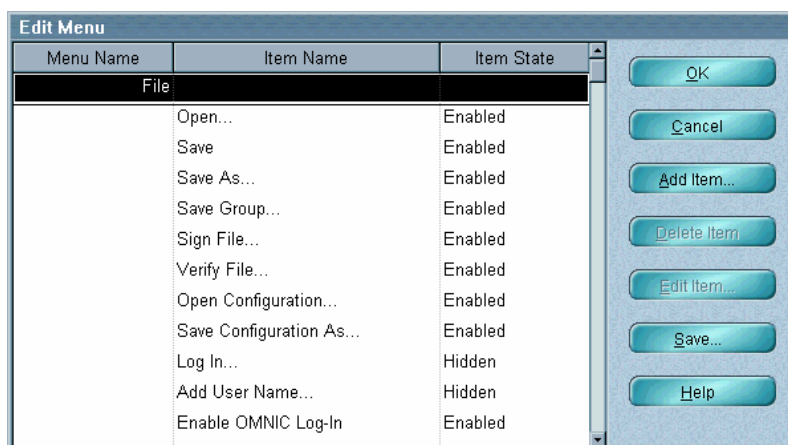 Edit Menu
Menu Name Item Name Item State
File
Open... Enabled
Save Enabled
Save As... Enabled
Save Group... Enabled
Sign File... Enabled
Verify File... Enabled
Open Configuration... Enabled
Save Configuration As... Enabled
Log In... Hidden
Add User Name... Hidden
Enable OMNIC Log-In Enabled
OK
Cancel
Add Item...
Delete Item
Edit Item...
Save...
Help